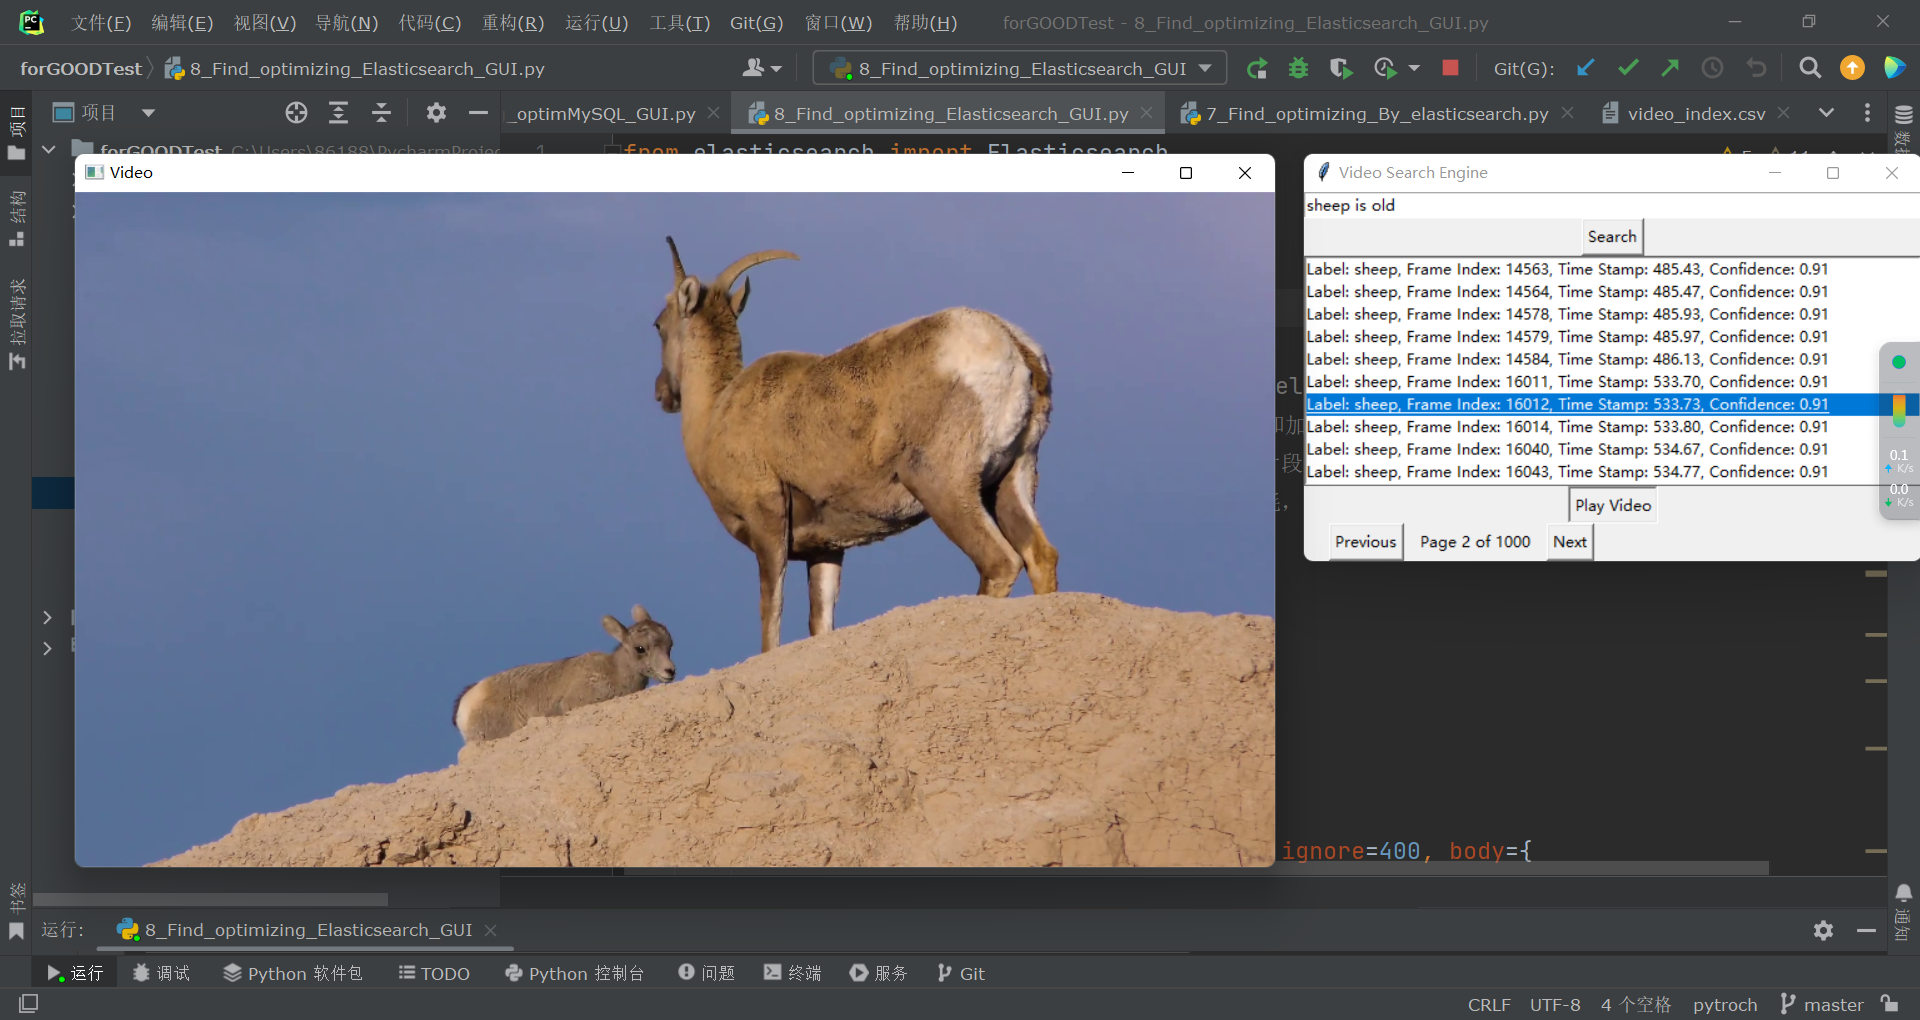 PC 文件(F) 编辑(E) 视图(V) 导航(N) 代码(C) 重构(R) 运行(U) 工具(T) Git(G) 窗口(W) 帮助(H) forGOODTest - 8_Find_optimizing_Elasticsearch_GUI.py
forGOODTest 8_Find_optimizing_Elasticsearch_GUI.py 8_Find_optimizing_Elasticsearch_GUI Git(G):
项目 _optimMySQL_GUI.py 8_Find_optimizing_Elasticsearch_GUI.py 7_Find_optimizing_By_elasticsearch.py video_index.csv
forGOODTest C:\Users\86188\PycharmProjec
1 from elasticsearch import Elasticsearch
项目
结构
拉取请求
书签
Video
Video Search Engine
sheep is old
Search
Label: sheep, Frame Index: 14563, Time Stamp: 485.43, Confidence: 0.91
Label: sheep, Frame Index: 14564, Time Stamp: 485.47, Confidence: 0.91
Label: sheep, Frame Index: 14578, Time Stamp: 485.93, Confidence: 0.91
Label: sheep, Frame Index: 14579, Time Stamp: 485.97, Confidence: 0.91
Label: sheep, Frame Index: 14584, Time Stamp: 486.13, Confidence: 0.91
Label: sheep, Frame Index: 16011, Time Stamp: 533.70, Confidence: 0.91
Label: sheep, Frame Index: 16012, Time Stamp: 533.73, Confidence: 0.91
Label: sheep, Frame Index: 16014, Time Stamp: 533.80, Confidence: 0.91
Label: sheep, Frame Index: 16040, Time Stamp: 534.67, Confidence: 0.91
Label: sheep, Frame Index: 16043, Time Stamp: 534.77, Confidence: 0.91
Play Video
Previous Page 2 of 1000 Next
0.1
K/s
0.0
K/s
el
加
段
ignore=400, body={
通知
运行: 8_Find_optimizing_Elasticsearch_GUI
运行 调试 Python 软件包 TODO Python 控制台 问题 终端 服务 Git
CRLF UTF-8 4 个空格 pytroch master